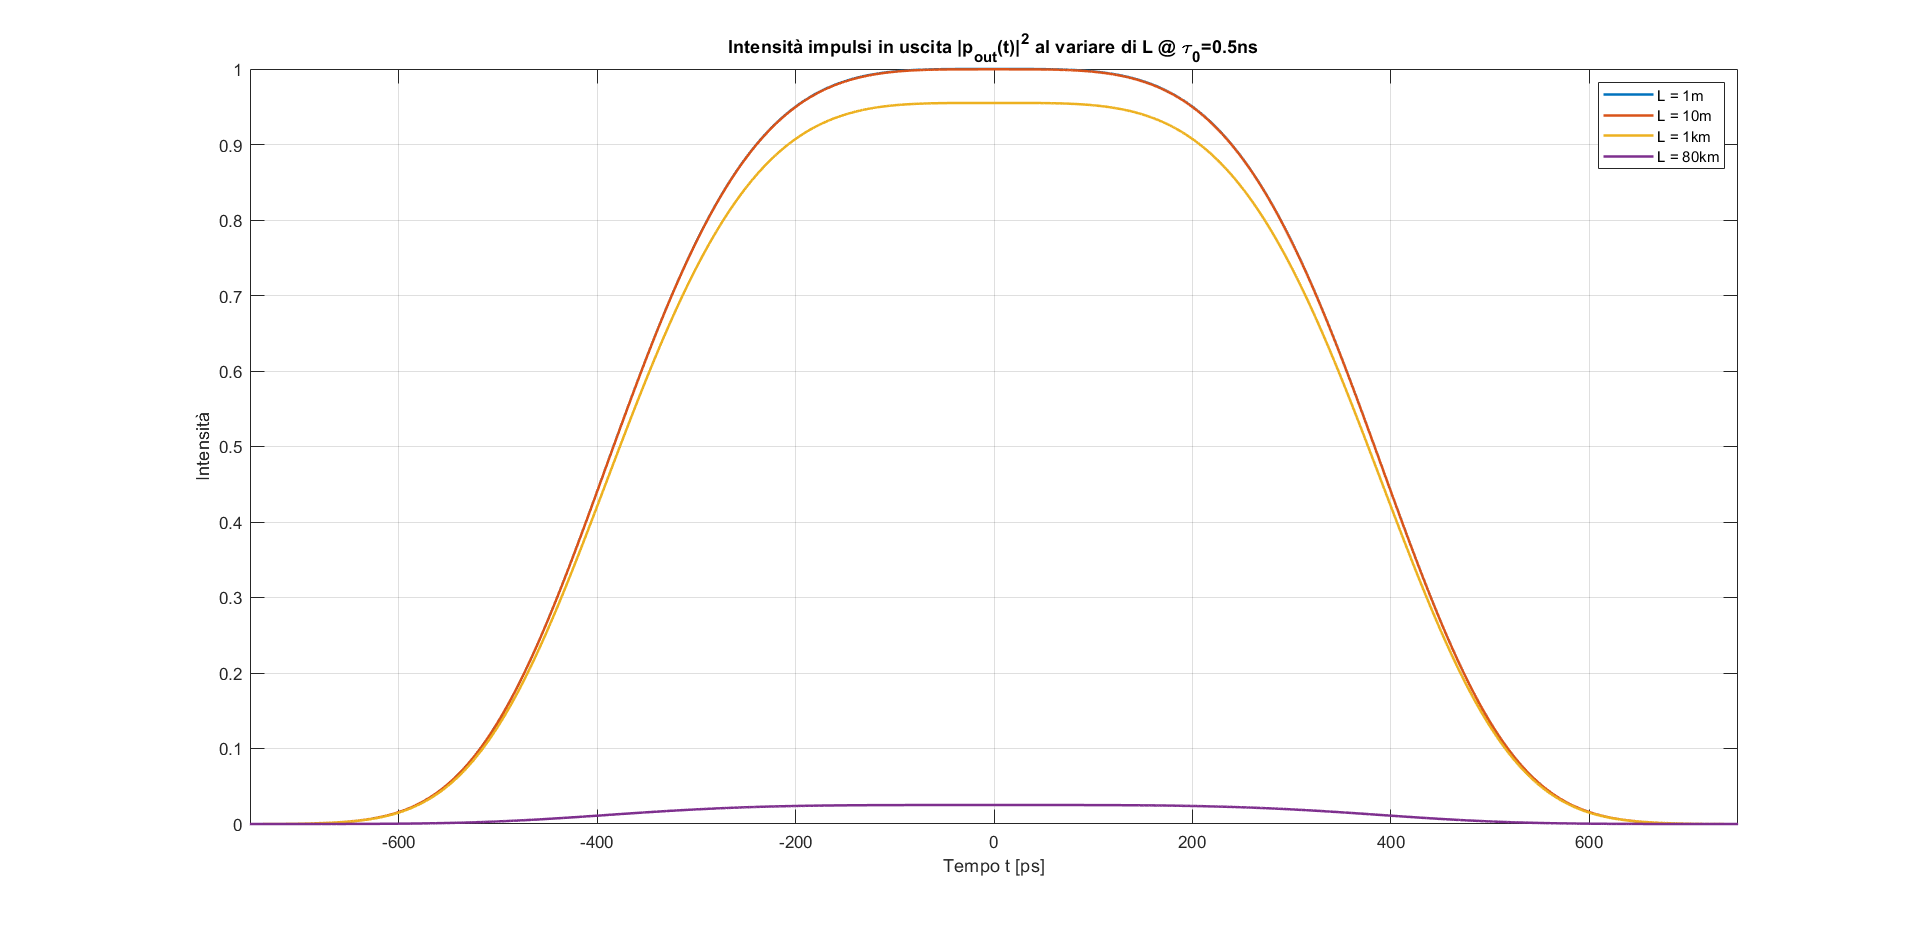 Intensità impulsi in uscita |p_out(t)|^2 al variare di L @ τ_0=0.5ns
1
0.9
0.8
0.7
0.6
0.5
0.4
0.3
0.2
0.1
0
Intensità
L = 1m
L = 10m
L = 1km
L = 80km
-600
-400
-200
0
200
400
600
Tempo t [ps]